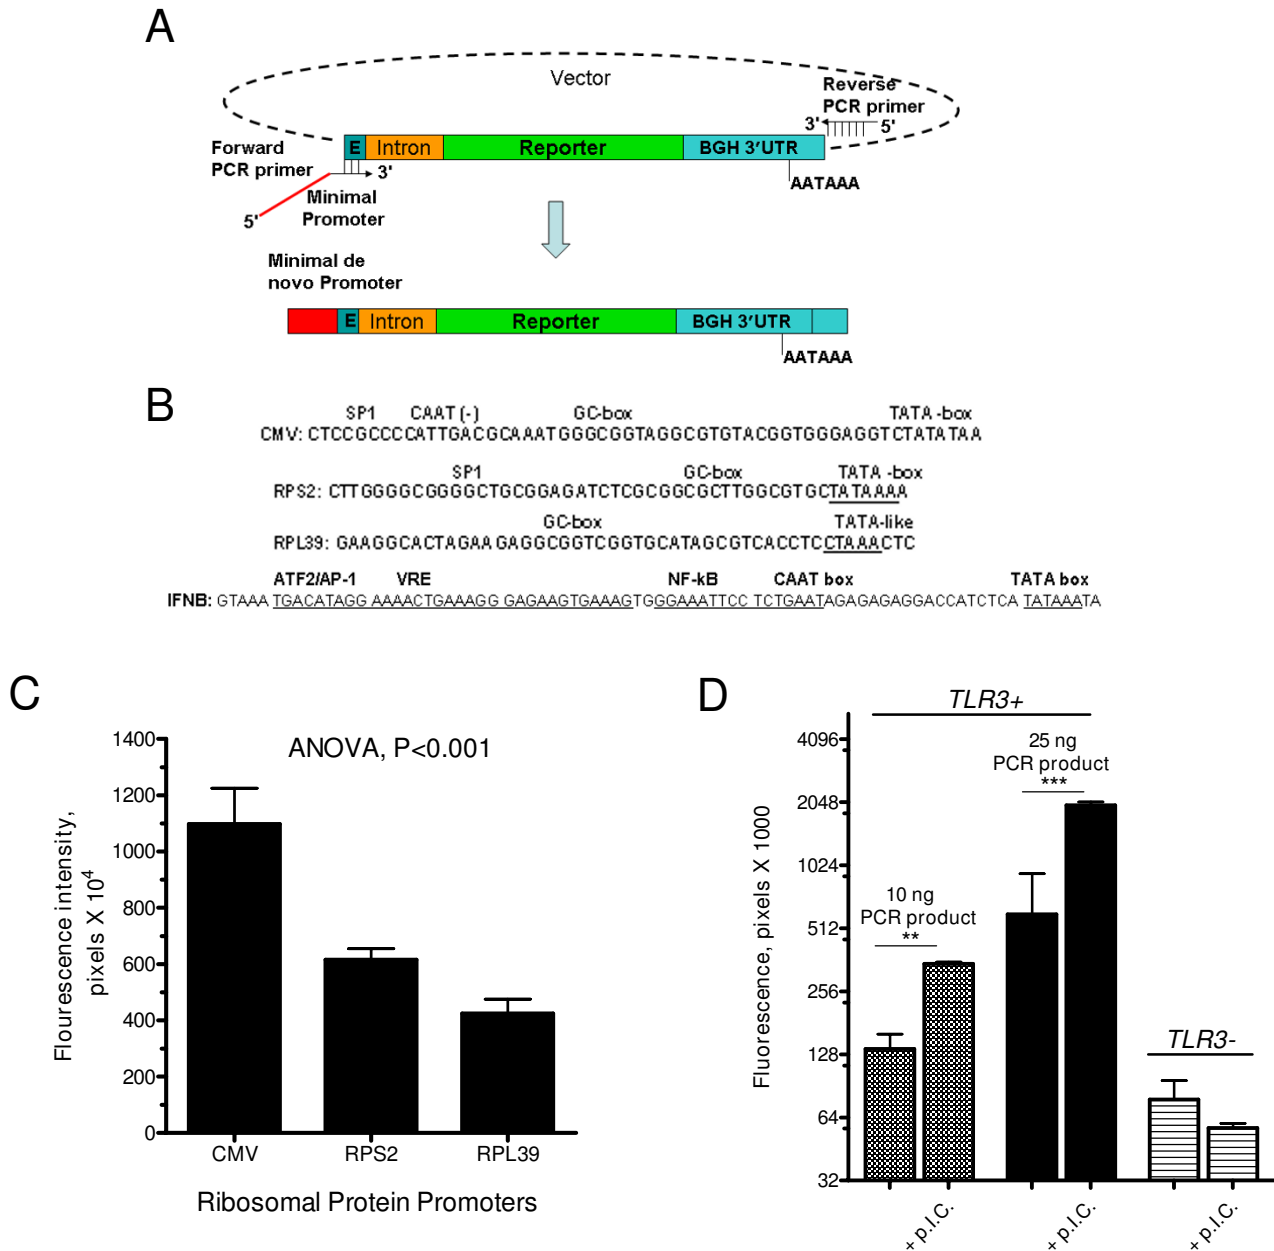 A
Vector
Reverse
PCR primer
3' 5'
Forward
PCR primer
E Intron Reporter BGH 3'UTR
3'
AATAAA
Minimal
Promoter
5'
Minimal de
novo Promoter
E Intron Reporter BGH 3'UTR
AATAAA
B
SP1 CAAT (-) GC-box TATA -box
CMV: CTCCGCCCCATTGACGCAAATGGGCGGTAGGCGTGTACGGTGGGAGGTCTATATAA
SP1 GC-box TATA -box
RPS2: CTTGGGGCGGGGCTGCGGAGATCTCGCGGCGCTTGGCGTGCTATAAAA
GC-box TATA-like
RPL39: GAAGGCACTAGAAGAGGCGGTCGGTGCATAGCGTCACCTCCCTAAACTC
ATF2/AP-1 VRE NF-kB CAAT box TATA box
IFNB: GTAAA TGACATAGG AAAACTGAAAGG GAGAAGTGAAAGTGGGAAATTCC TCTGAATAGAGAGAGGACCATCTCA TATAAATA
C
Flourescence intensity,
pixels X 10⁴
ANOVA, P<0.001
1400
1200
1000
800
600
400
200
0
CMV RPS2 RPL39
Ribosomal Protein Promoters
D
Fluorescence, pixels X 1000
TLR3+
25 ng
PCR product
***
10 ng
PCR product
**
TLR3-
4096
2048
1024
512
256
128
64
32
+ p.I.C. + p.I.C. + p.I.C.